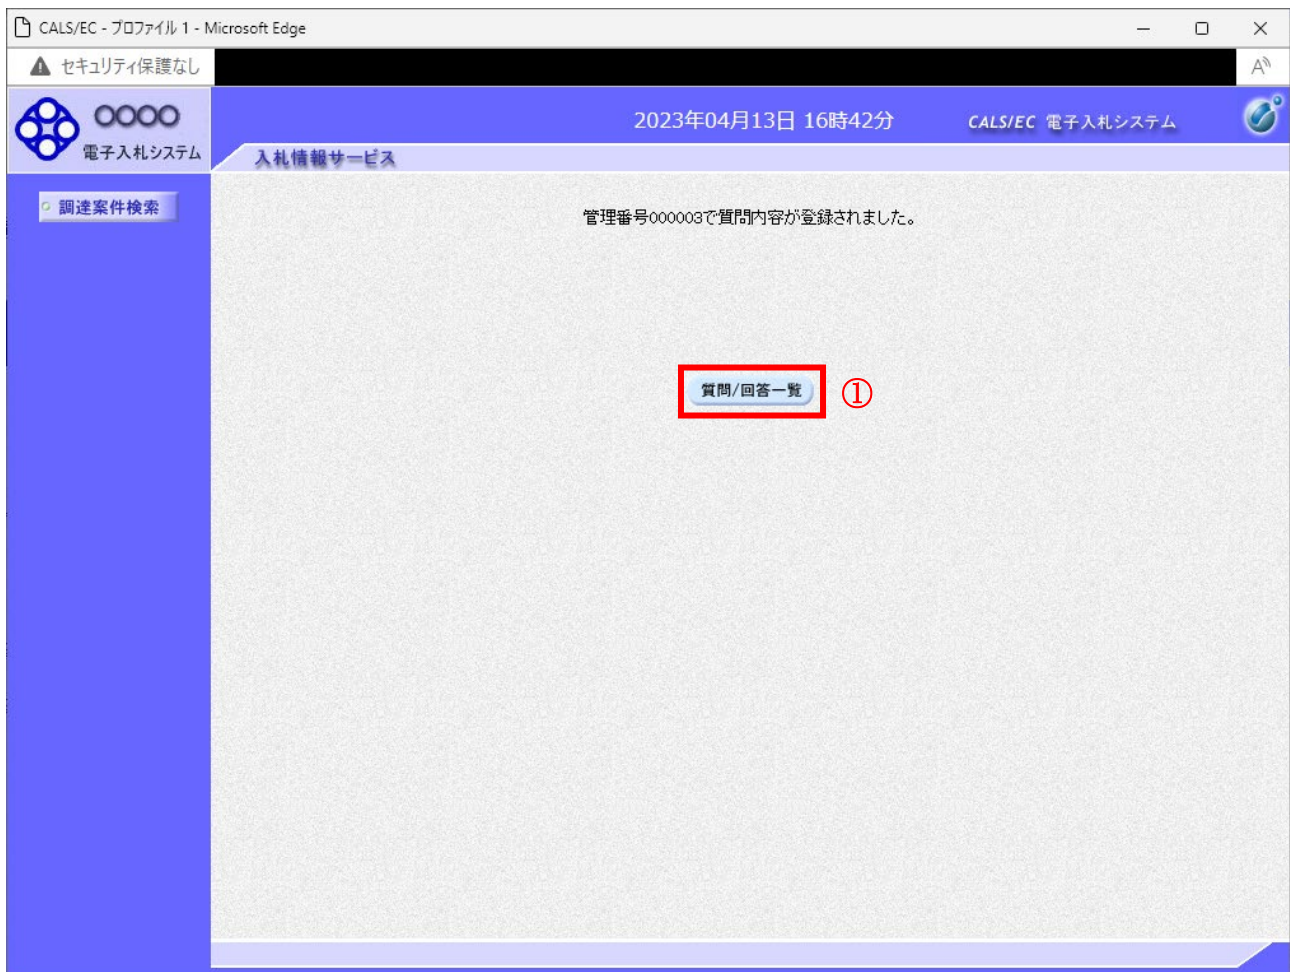 CALS/EC - プロファイル 1 - Microsoft Edge
セキュリティ保護なし
A
〇〇〇〇
電子入札システム
2023年04月13日 16時42分
CALS/EC 電子入札システム
入札情報サービス
調達案件検索
管理番号000003で質問内容が登録されました。
質問/回答一覧
①